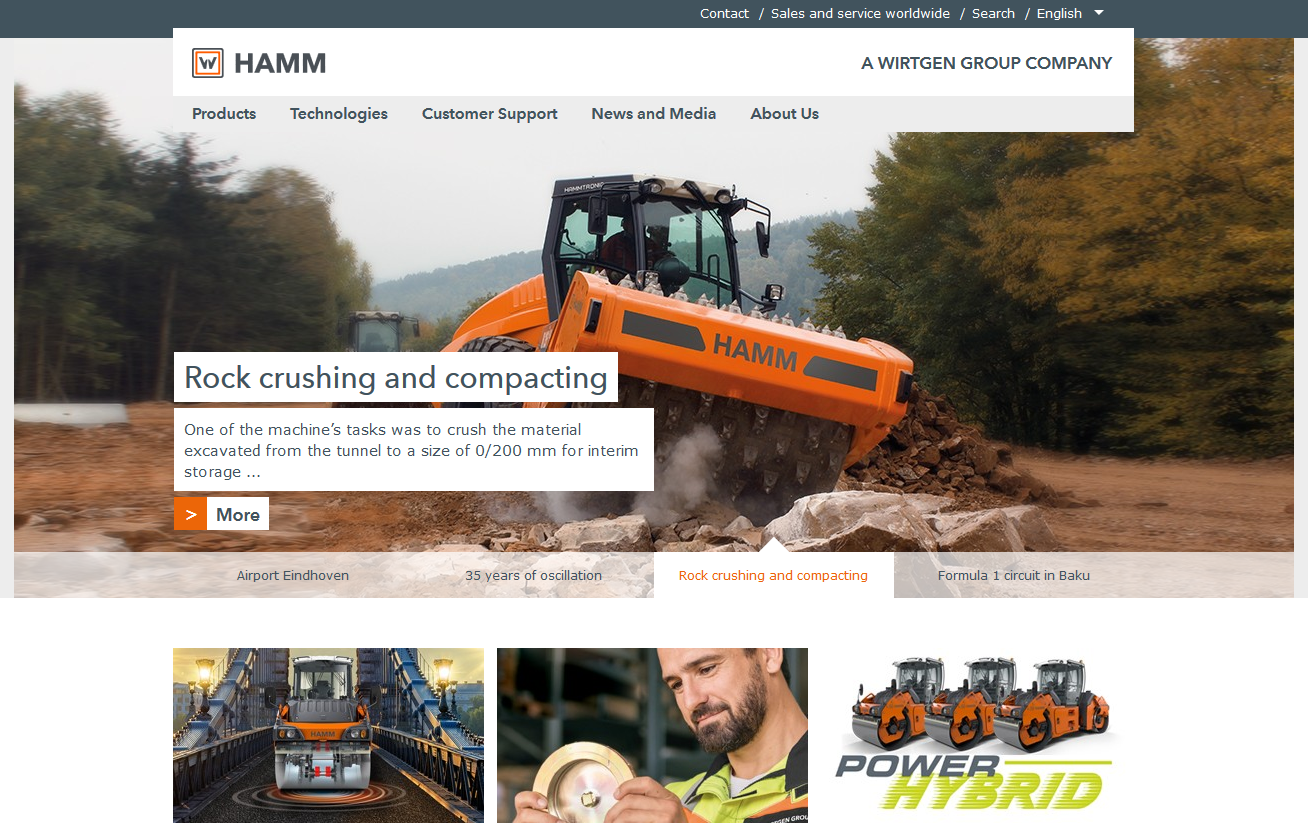 Contact / Sales and service worldwide / Search / English
W HAMM
A WIRTGEN GROUP COMPANY
Products Technologies Customer Support News and Media About Us
HAMMTRONIC
HAMM
Rock crushing and compacting
One of the machine’s tasks was to crush the material
excavated from the tunnel to a size of 0/200 mm for interim
storage ...
> More
Airport Eindhoven 35 years of oscillation Rock crushing and compacting Formula 1 circuit in Baku
HAMM
WIRTGEN GROUP
POWER
HYBRID